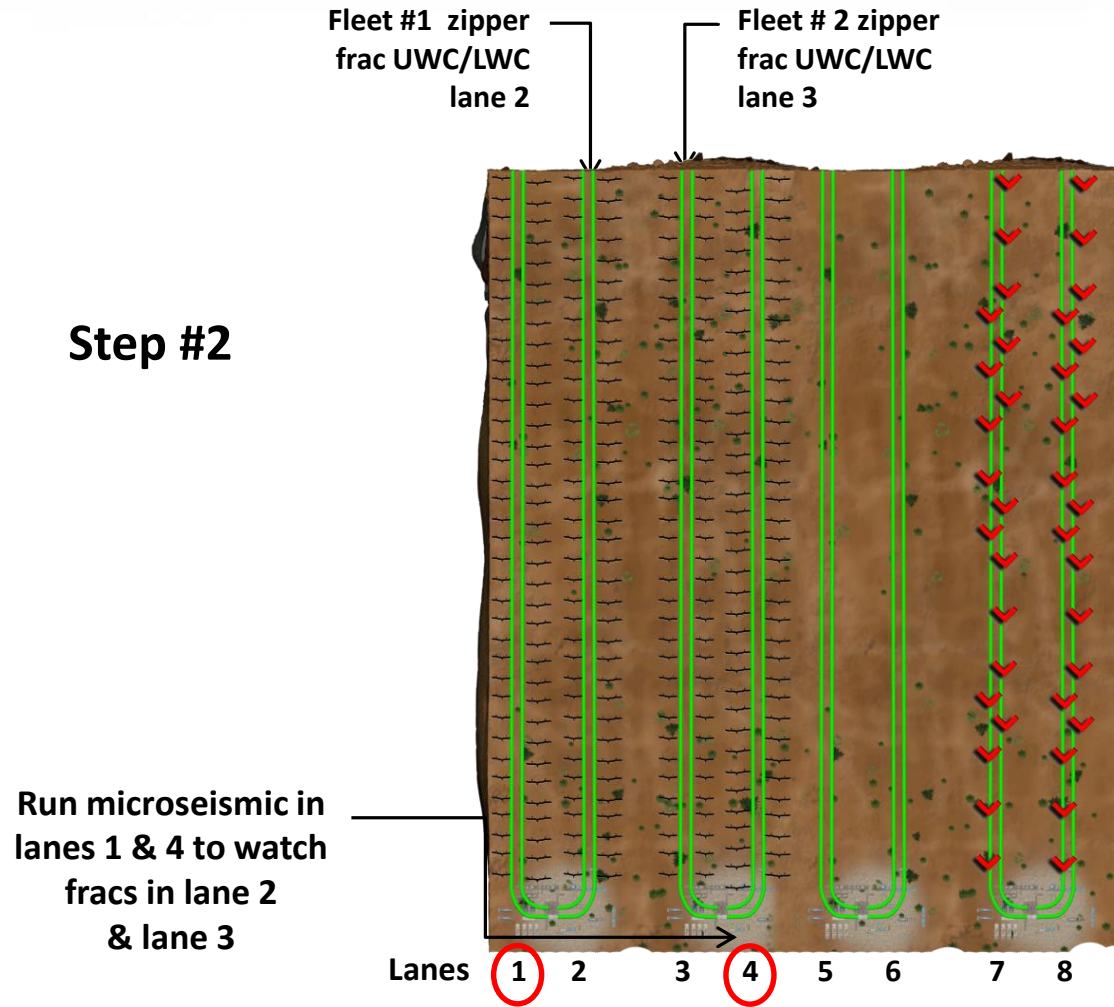 Fleet #1 zipper
frac UWC/LWC
lane 2
Fleet # 2 zipper
frac UWC/LWC
lane 3
Step #2
Run microseismic in
lanes 1 & 4 to watch
fracs in lane 2
& lane 3
Lanes 1 2 3 4 5 6 7 8